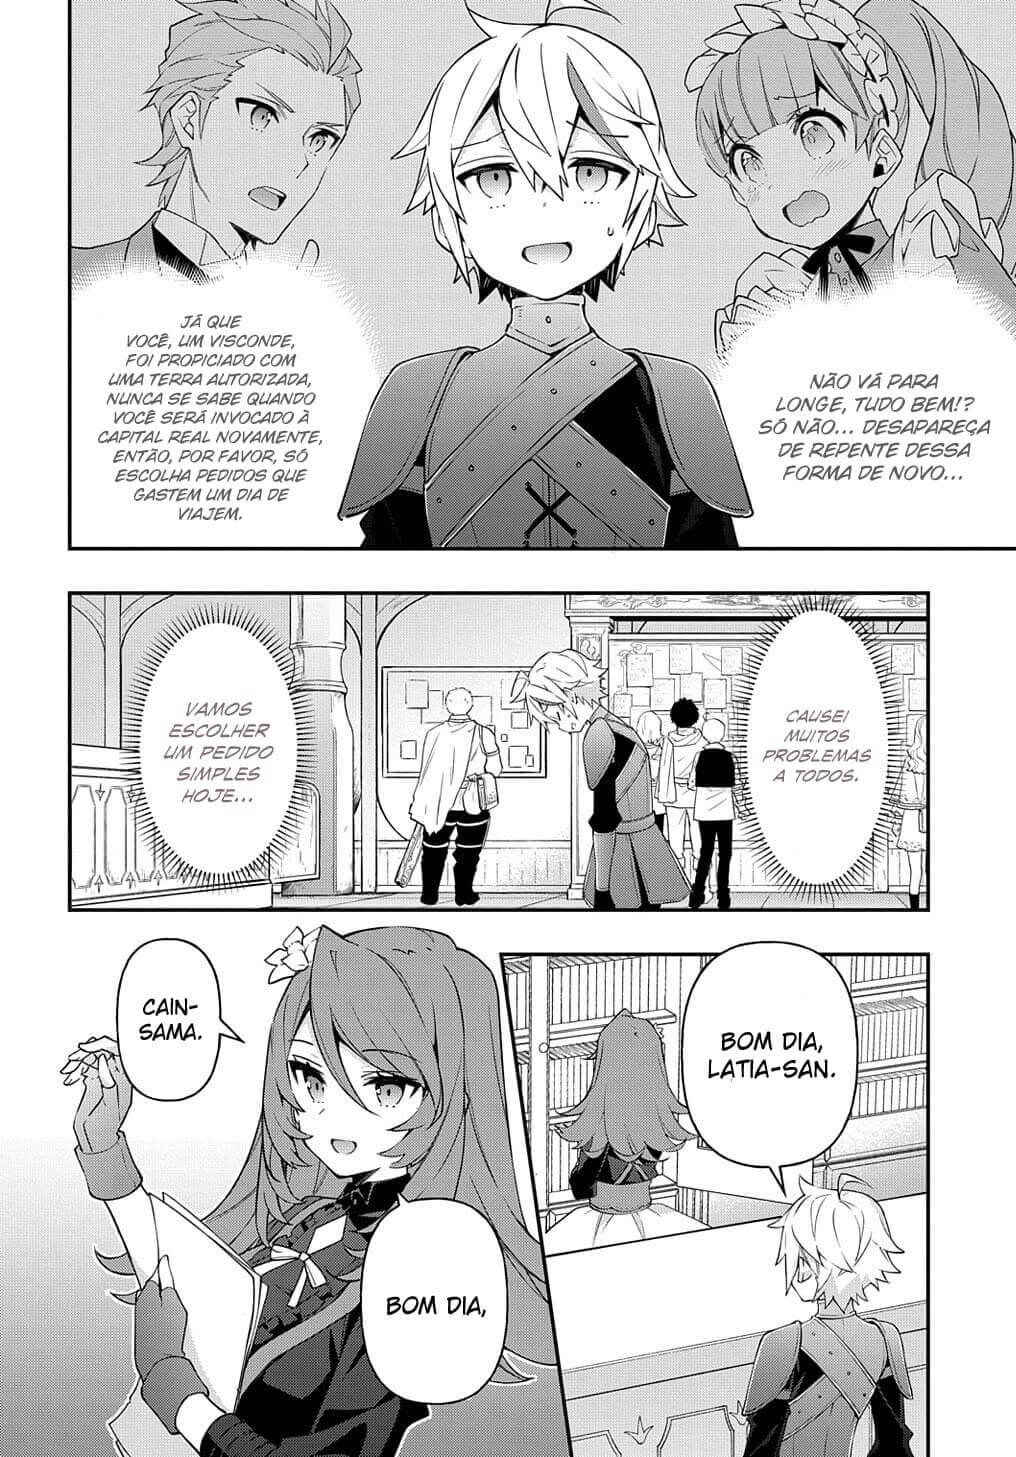 NÃO VÁ PARA
LONGE, TUDO BEM!?
SÓ NÃO... DESAPAREÇA
DE REPENTE DESSA
FORMA DE NOVO...
JÁ QUE
VOCÊ, UM VISCONDE,
FOI PROPICIADO COM
UMA TERRA AUTORIZADA,
NUNCA SE SABE QUANDO
VOCÊ SERÁ INVOCADO À
CAPITAL REAL NOVAMENTE,
ENTÃO, POR FAVOR, SÓ
ESCOLHA PEDIDOS QUE
GASTEM UM DIA DE
VIAJEM.
CAUSEI
MUITOS
PROBLEMAS
A TODOS.
VAMOS
ESCOLHER
UM PEDIDO
SIMPLES
HOJE...
BOM DIA,
LATIA-SAN.
BOM DIA,
CAIN-
SAMA.